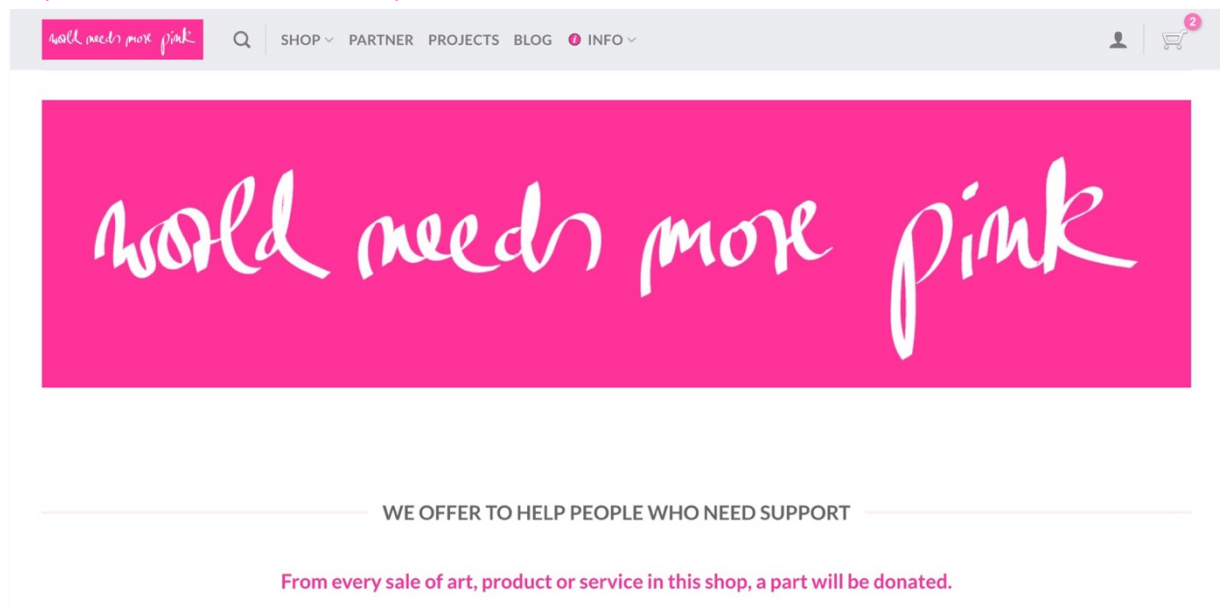 world needs more pink
SHOP PARTNER PROJECTS BLOG INFO
2
world needs more pink
WE OFFER TO HELP PEOPLE WHO NEED SUPPORT
From every sale of art, product or service in this shop, a part will be donated.